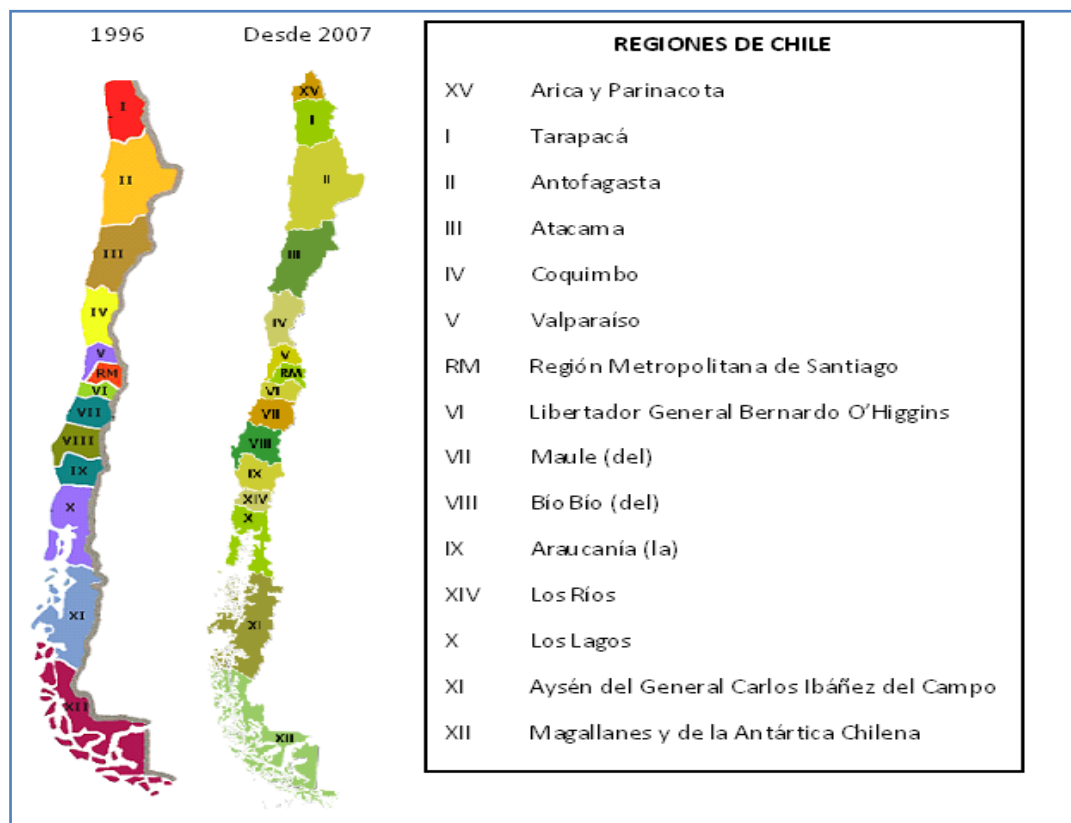 1996
I
II
III
IV
V
RM
VI
VII
VIII
IX
X
XI
XII
Desde 2007
XV
I
II
III
IV
V
RM
VI
VII
VIII
IX
XIV
X
XI
XII
REGIONES DE CHILE
XV Arica y Parinacota
I Tarapacá
II Antofagasta
III Atacama
IV Coquimbo
V Valparaíso
RM Región Metropolitana de Santiago
VI Libertador General Bernardo O’Higgins
VII Maule (del)
VIII Bío Bío (del)
IX Araucanía (la)
XIV Los Ríos
X Los Lagos
XI Aysén del General Carlos Ibáñez del Campo
XII Magallanes y de la Antártica Chilena